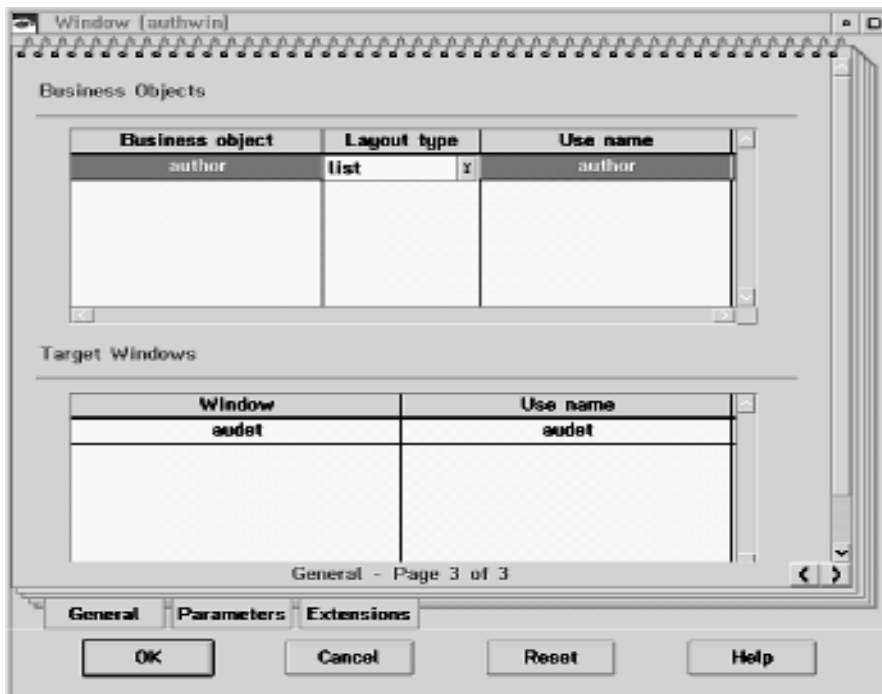 Window (authwin)
Business Objects
Business object Layout type Use name
author list author
Target Windows
Window Use name
audet audet
General - Page 3 of 3
General Parameters Extensions
OK Cancel Reset Help